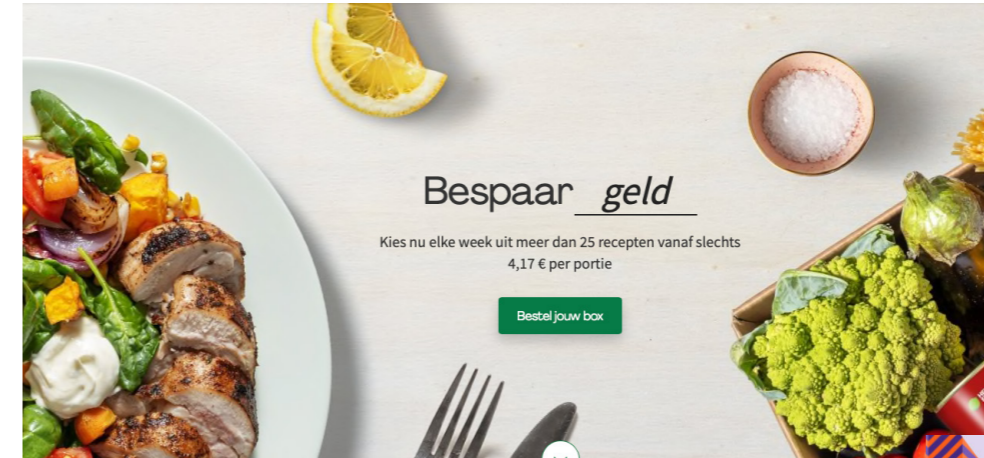 Bespaar geld
Kies nu elke week uit meer dan 25 recepten vanaf slechts
4,17 € per portie
Bestel jouw box